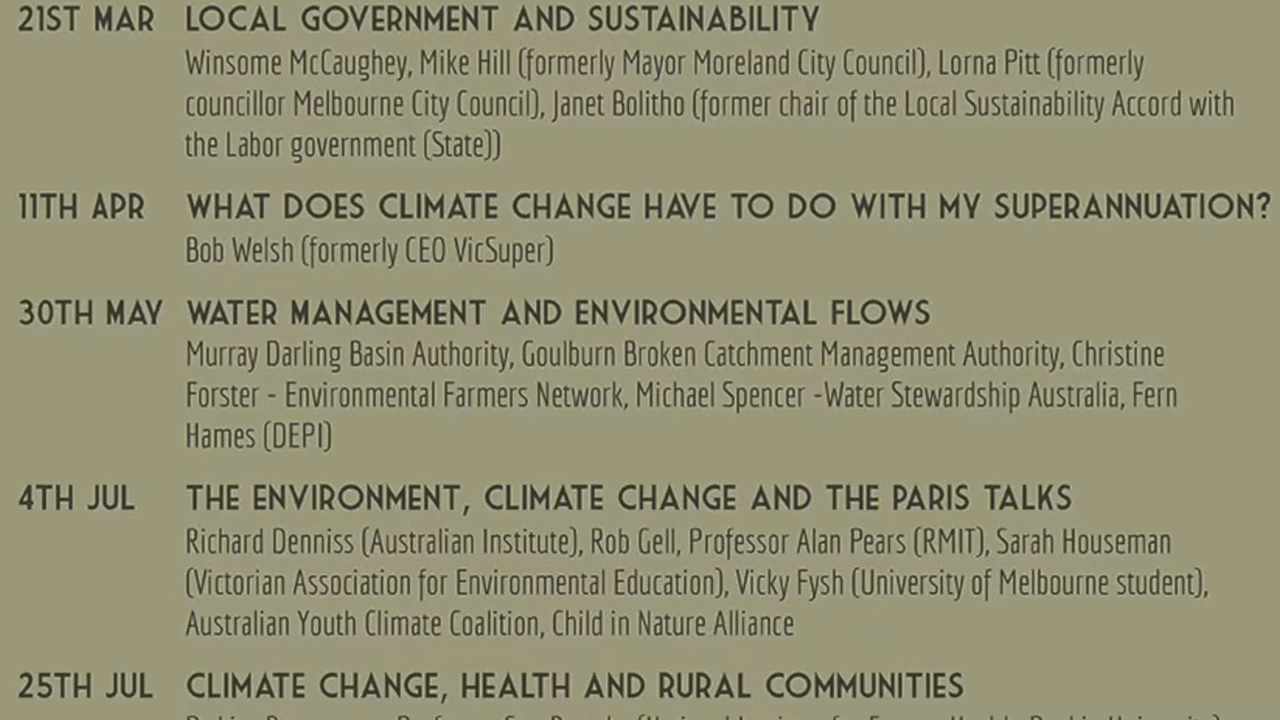 21ST MAR LOCAL GOVERNMENT AND SUSTAINABILITY
Winsome McCaughey, Mike Hill (formerly Mayor Moreland City Council), Lorna Pitt (formerly
councillor Melbourne City Council), Janet Bolitho (former chair of the Local Sustainability Accord with
the Labor government (State))
11TH APR WHAT DOES CLIMATE CHANGE HAVE TO DO WITH MY SUPERANNUATION?
Bob Welsh (formerly CEO VicSuper)
30TH MAY WATER MANAGEMENT AND ENVIRONMENTAL FLOWS
Murray Darling Basin Authority, Goulburn Broken Catchment Management Authority, Christine
Forster - Environmental Farmers Network, Michael Spencer -Water Stewardship Australia, Fern
Hames (DEPI)
4TH JUL THE ENVIRONMENT, CLIMATE CHANGE AND THE PARIS TALKS
Richard Denniss (Australian Institute), Rob Gell, Professor Alan Pears (RMIT), Sarah Houseman
(Victorian Association for Environmental Education), Vicky Fysh (University of Melbourne student),
Australian Youth Climate Coalition, Child in Nature Alliance
25TH JUL CLIMATE CHANGE, HEALTH AND RURAL COMMUNITIES